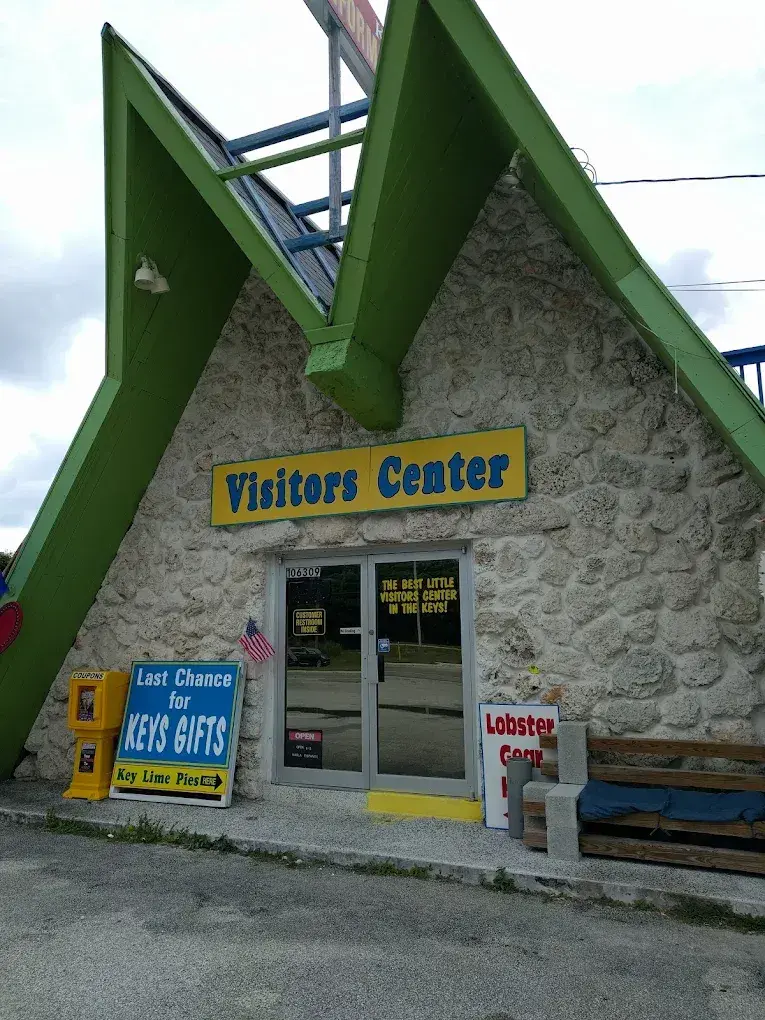 Visitors Center
106309
THE BEST LITTLE
VISITORS CENTER
IN THE KEYS!
CUSTOMER
RESTROOM
INSIDE
COUPONS
Last Chance
for
KEYS GIFTS
Key Lime Pies HERE
OPEN
Lobster
Gear